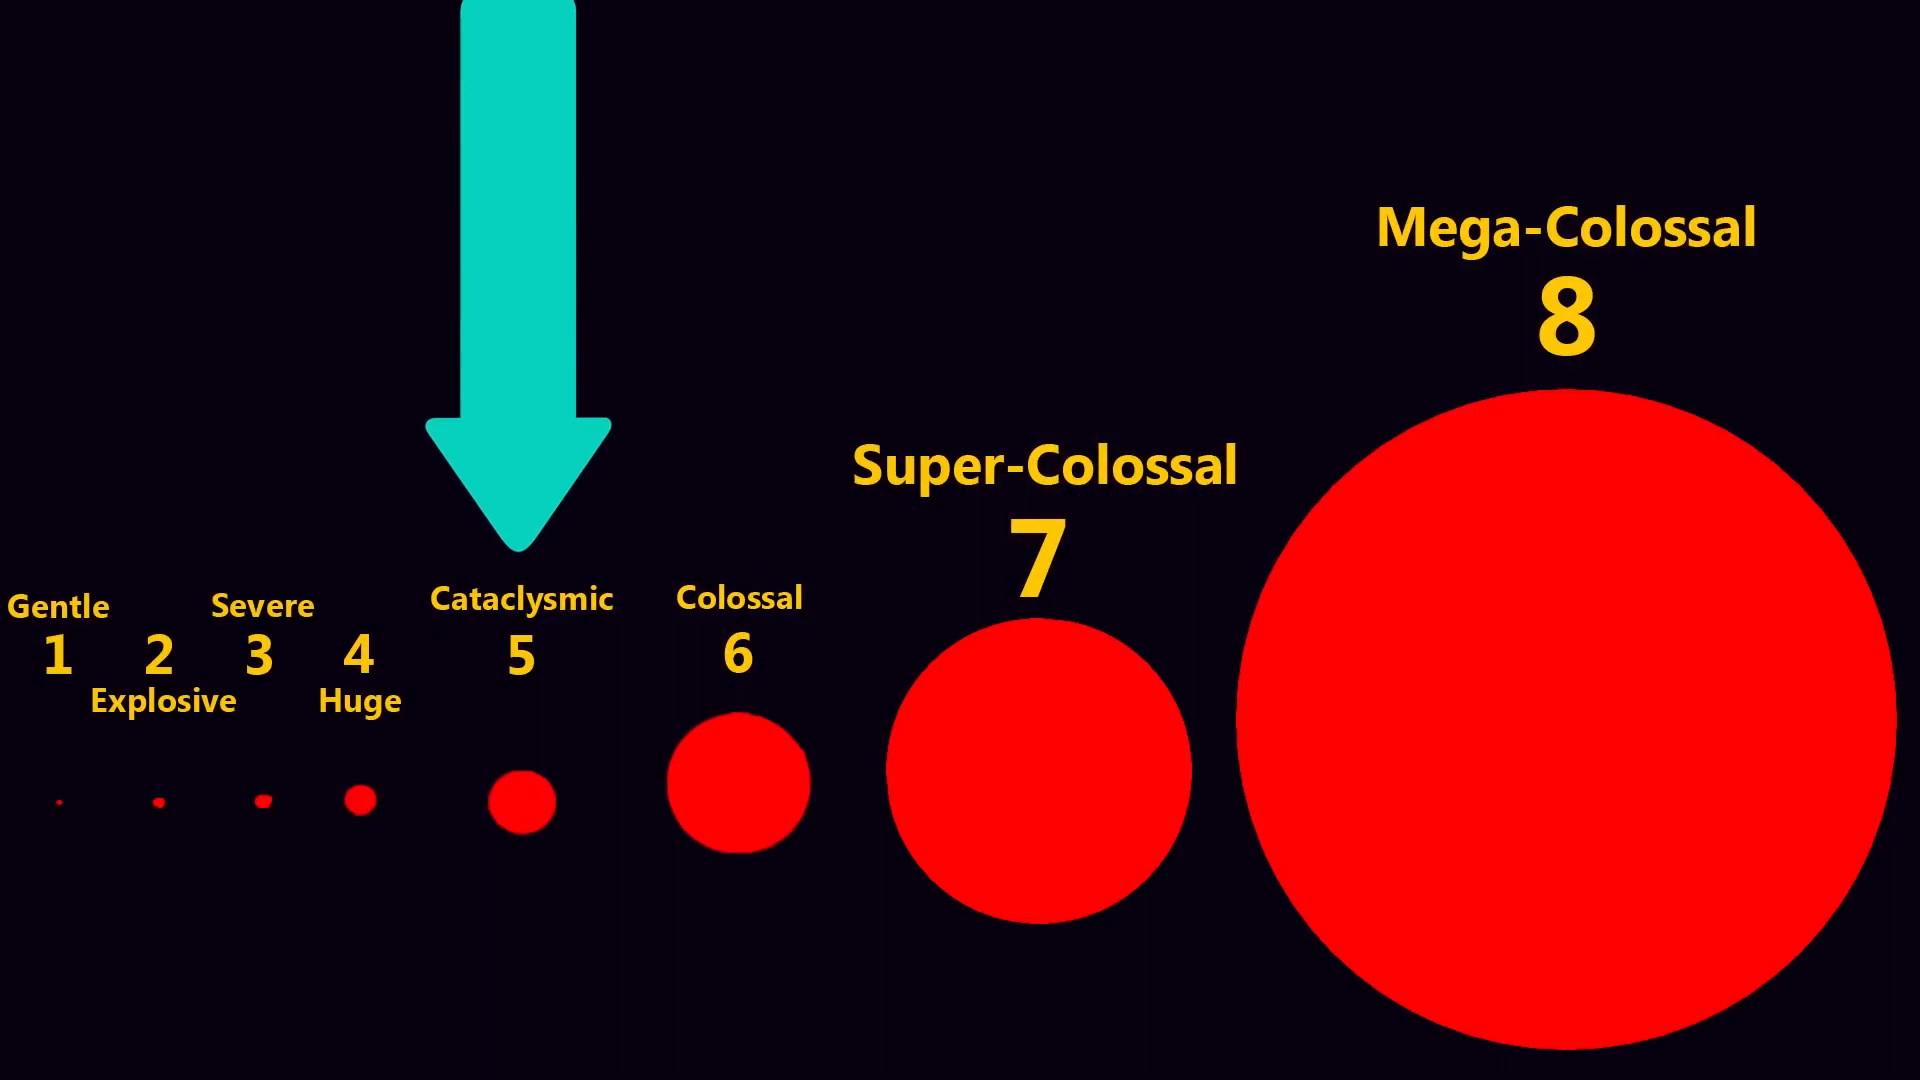 Mega-Colossal
8
Super-Colossal
7
Gentle
1
2
Explosive
Severe
3
4
Huge
Cataclysmic
5
Colossal
6